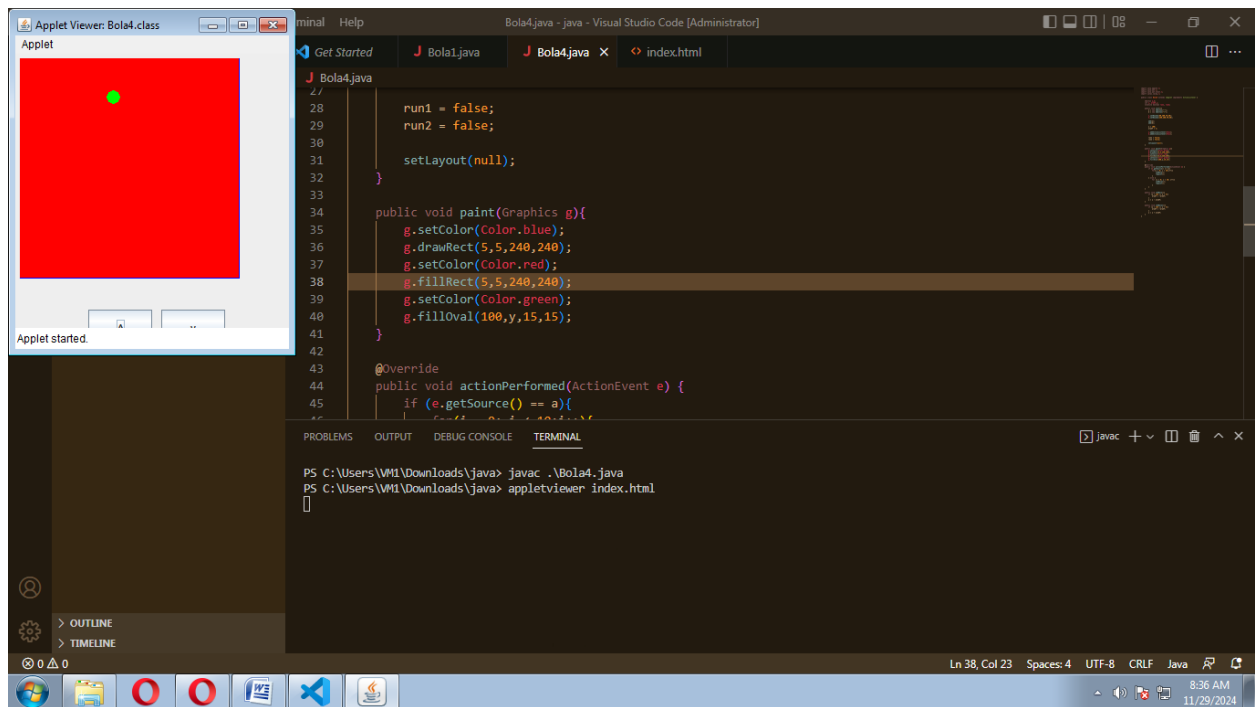 Applet Viewer: Bola4.class
Applet
Applet started.
minal Help
Bola4.java - java - Visual Studio Code [Administrator]
Get Started
J Bola1.java
J Bola4.java
<> index.html
J Bola4.java
27
28 run1 = false;
29 run2 = false;
30
31 setLayout(null);
32 }
33
34 public void paint(Graphics g){
35 g.setColor(Color.blue);
36 g.drawRect(5,5,240,240);
37 g.setColor(Color.red);
38 g.fillRect(5,5,240,240);
39 g.setColor(Color.green);
40 g.fillOval(100,y,15,15);
41 }
42
43 @Override
44 public void actionPerformed(ActionEvent e) {
45 if (e.getSource() == a){
PROBLEMS OUTPUT DEBUG CONSOLE TERMINAL
javac
PS C:\Users\VM1\Downloads\java> javac .\Bola4.java
PS C:\Users\VM1\Downloads\java> appletviewer index.html
> OUTLINE
> TIMELINE
0 0
Ln 38, Col 23 Spaces: 4 UTF-8 CRLF Java
8:36 AM
11/29/2024